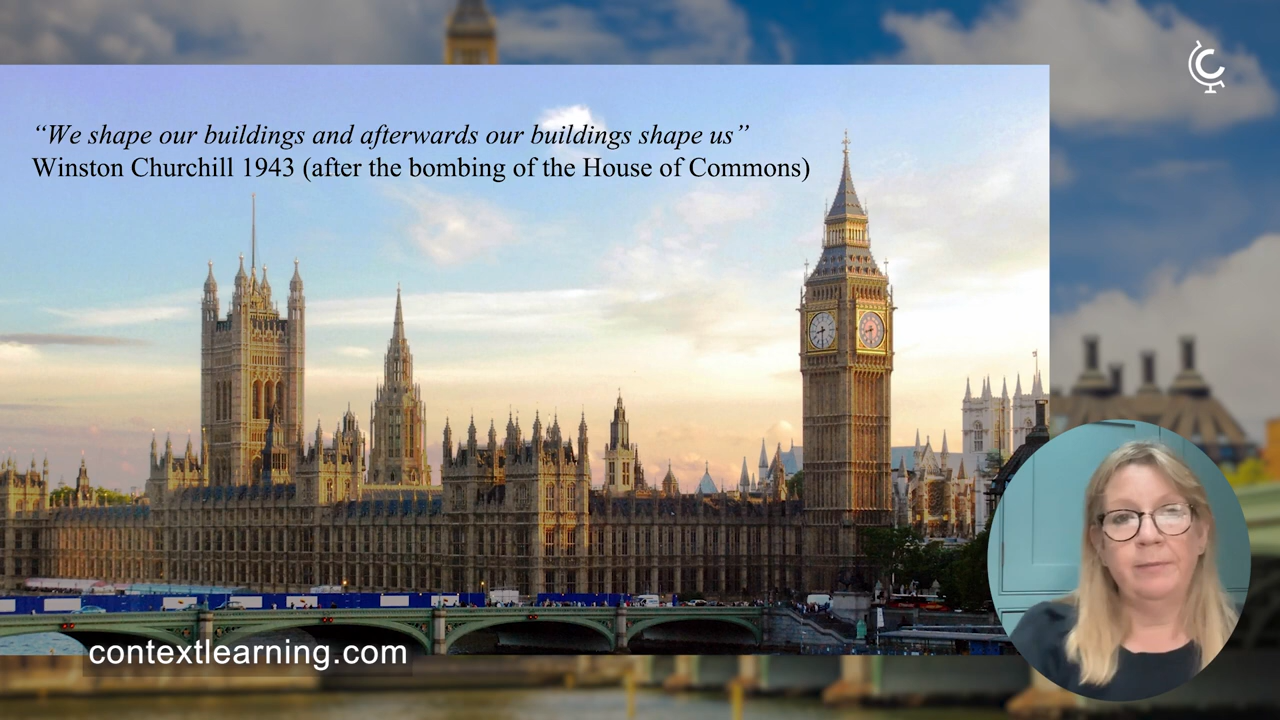 “We shape our buildings and afterwards our buildings shape us”
Winston Churchill 1943 (after the bombing of the House of Commons)
contextlearning.com